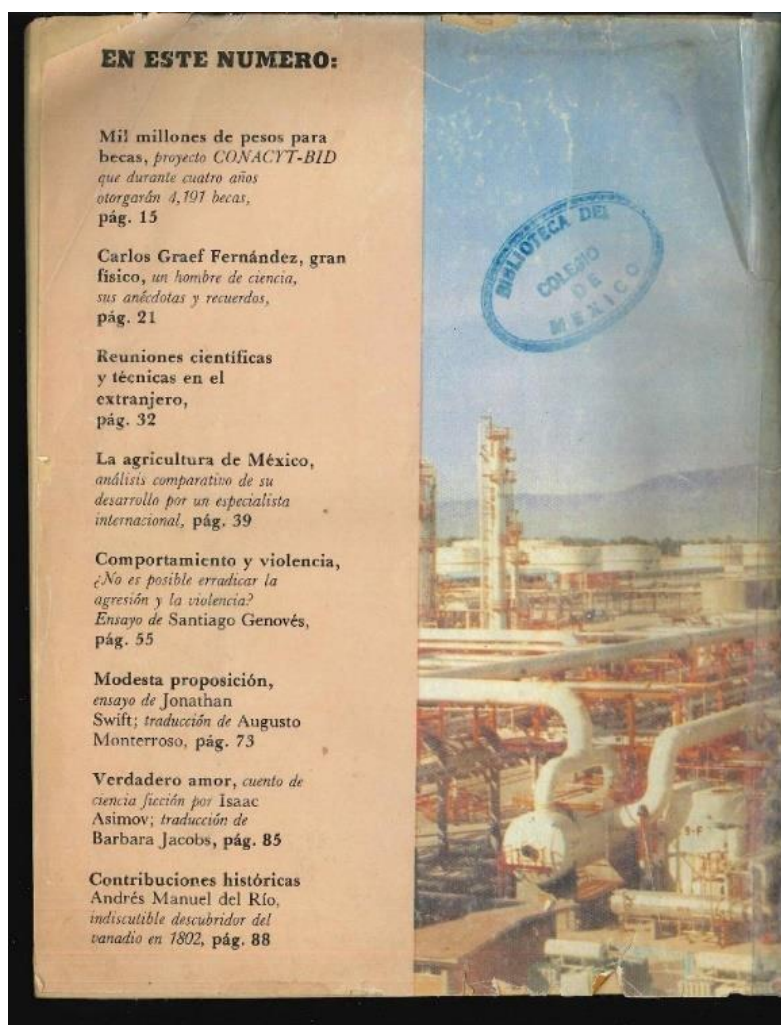 EN ESTE NUMERO:
Mil millones de pesos para
becas, proyecto CONACYT-BID
que durante cuatro años
otorgarán 4,191 becas,
pág. 15
Carlos Graef Fernández, gran
físico, un hombre de ciencia,
sus anécdotas y recuerdos,
pág. 21
Reuniones científicas
y técnicas en el
extranjero,
pág. 32
La agricultura de México,
análisis comparativo de su
desarrollo por un especialista
internacional, pág. 39
Comportamiento y violencia,
¿No es posible erradicar la
agresión y la violencia?
Ensayo de Santiago Genovés,
pág. 55
Modesta proposición,
ensayo de Jonathan
Swift; traducción de Augusto
Monterroso, pág. 73
Verdadero amor, cuento de
ciencia ficción por Isaac
Asimov; traducción de
Barbara Jacobs, pág. 85
Contribuciones históricas
Andrés Manuel del Río,
indiscutible descubridor del
vanadio en 1802, pág. 88
BIBLIOTECA DEL
COLEGIO
DE
MEXICO
9-F